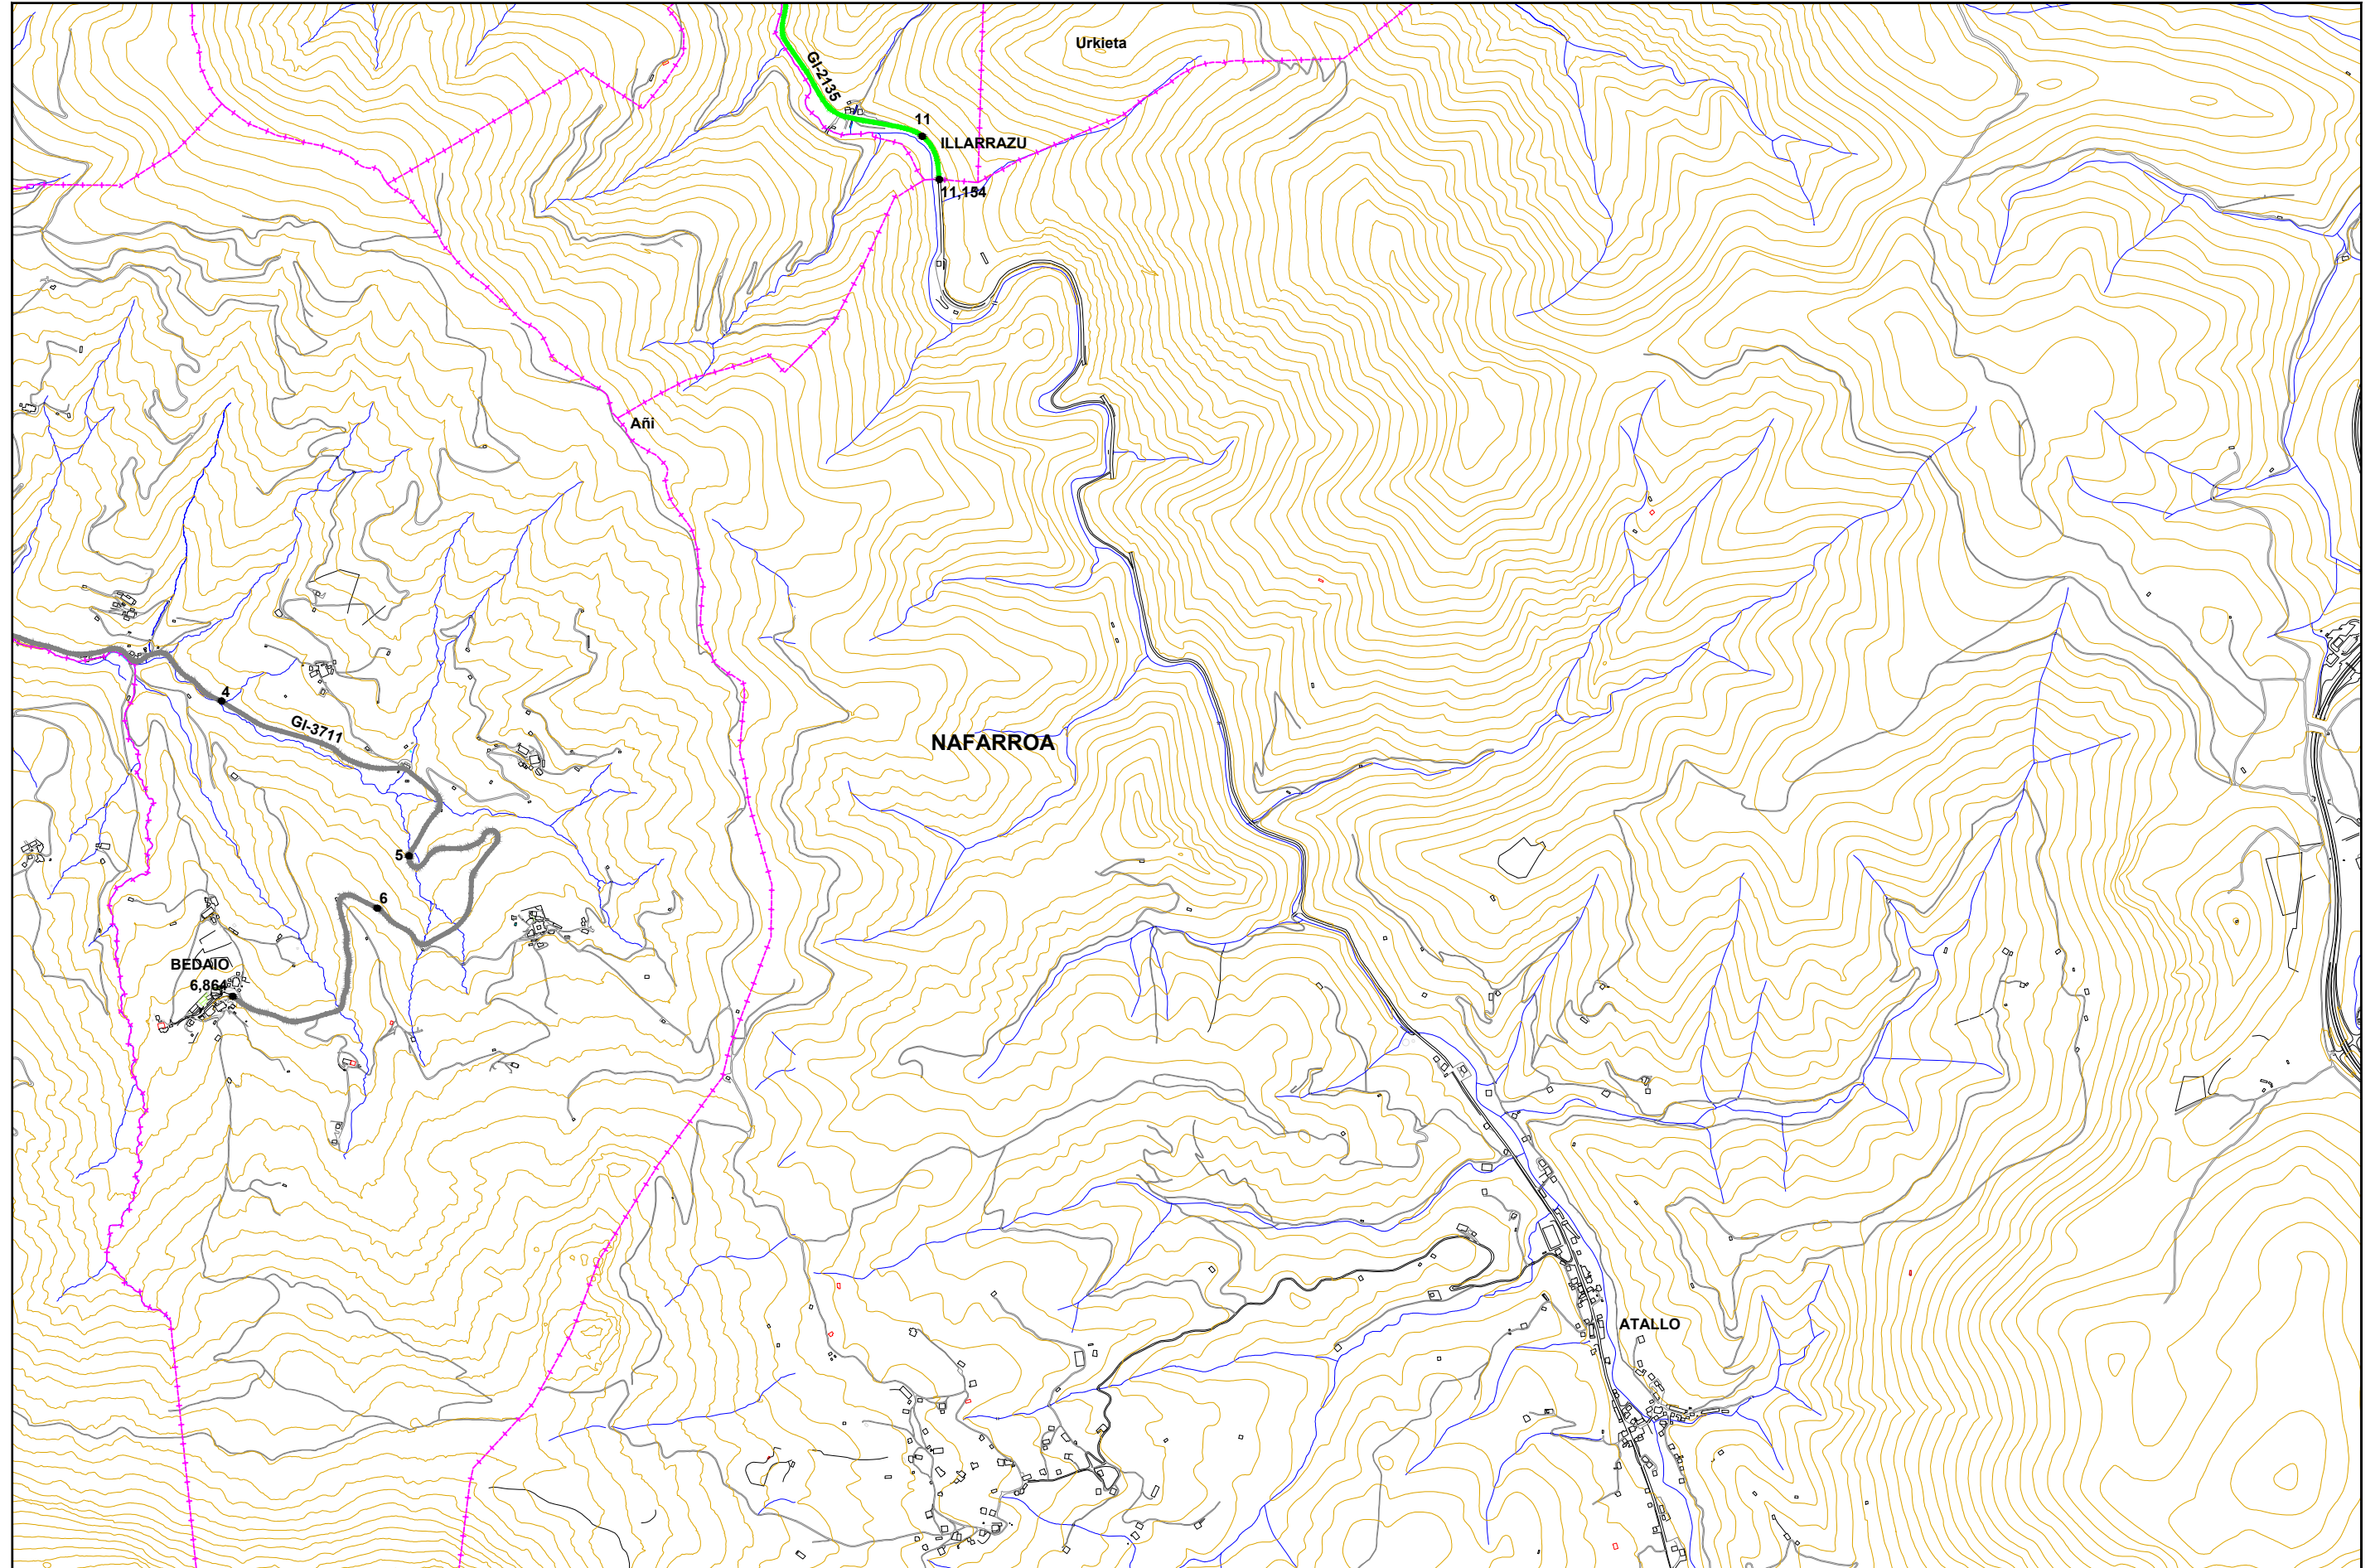 Urkieta
GI-2135
11
ILLARRAZU
11,154
Añi
4
GI-3711
NAFARROA
5
6
BEDAIO
6,864
ATALLO